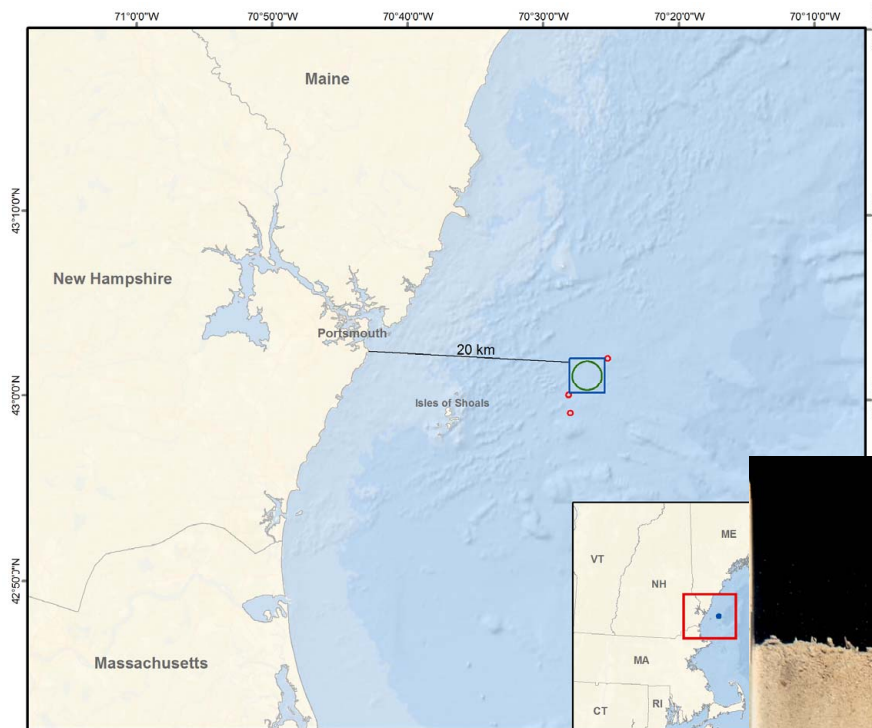 71°0'0"W 70°50'0"W 70°40'0"W 70°30'0"W 70°20'0"W 70°10'0"W
Maine
43°10'0"N
New Hampshire
Portsmouth
20 km
43°0'0"N
Isles of Shoals
42°50'0"N
Massachusetts
ME
VT
NH
MA
CT
RI